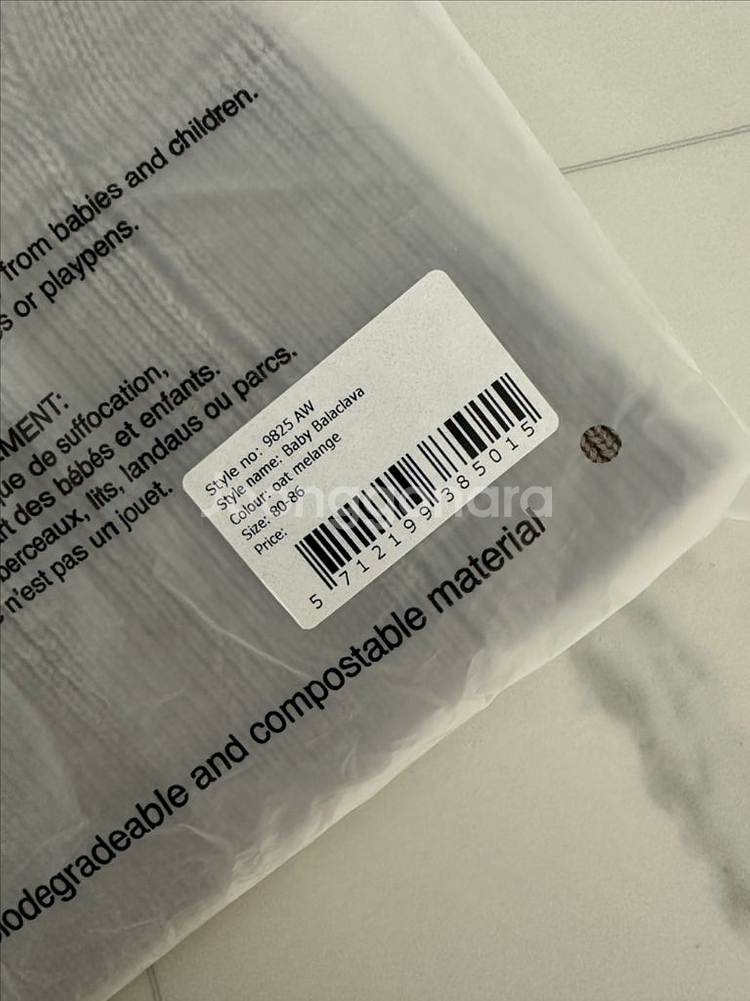 from babies and children.
s or playpens.
EMENT:
que de suffocation,
rt des bébés et enfants.
berceaux, lits, landaus ou parcs.
n'est pas un jouet.
Style no: 9825 AW
Style name: Baby Balaclava
Colour: oat melange
Size: 80-86
Price:
5 712199 385015
biodegradeable and compostable material
Joonggonara